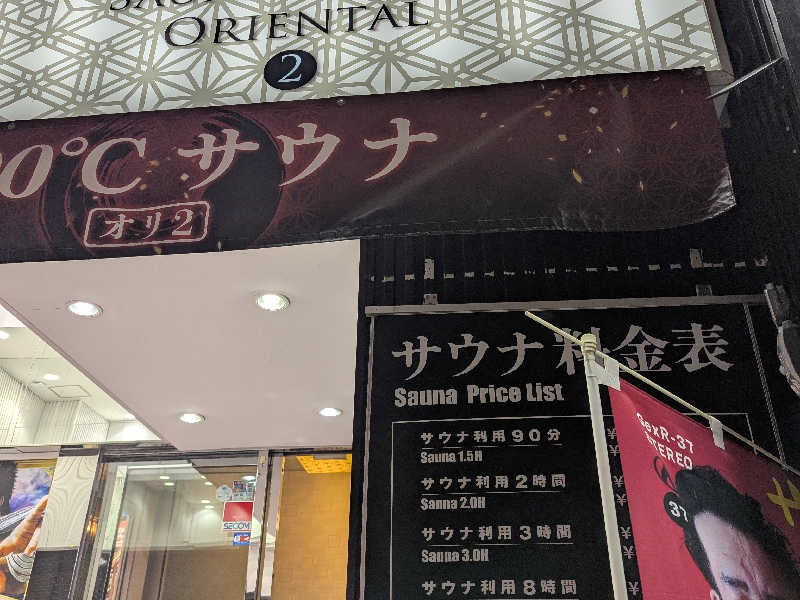 ORIENTAL
2
0℃ サウナ
オリ2
サウナ料金表
Sauna Price List
サウナ利用90分
Sauna 1.5H
サウナ利用2時間
Sauna 2.0H
サウナ利用3時間
Sauna 3.0H
サウナ利用8時間
¥
¥
¥
¥
SECOM
37